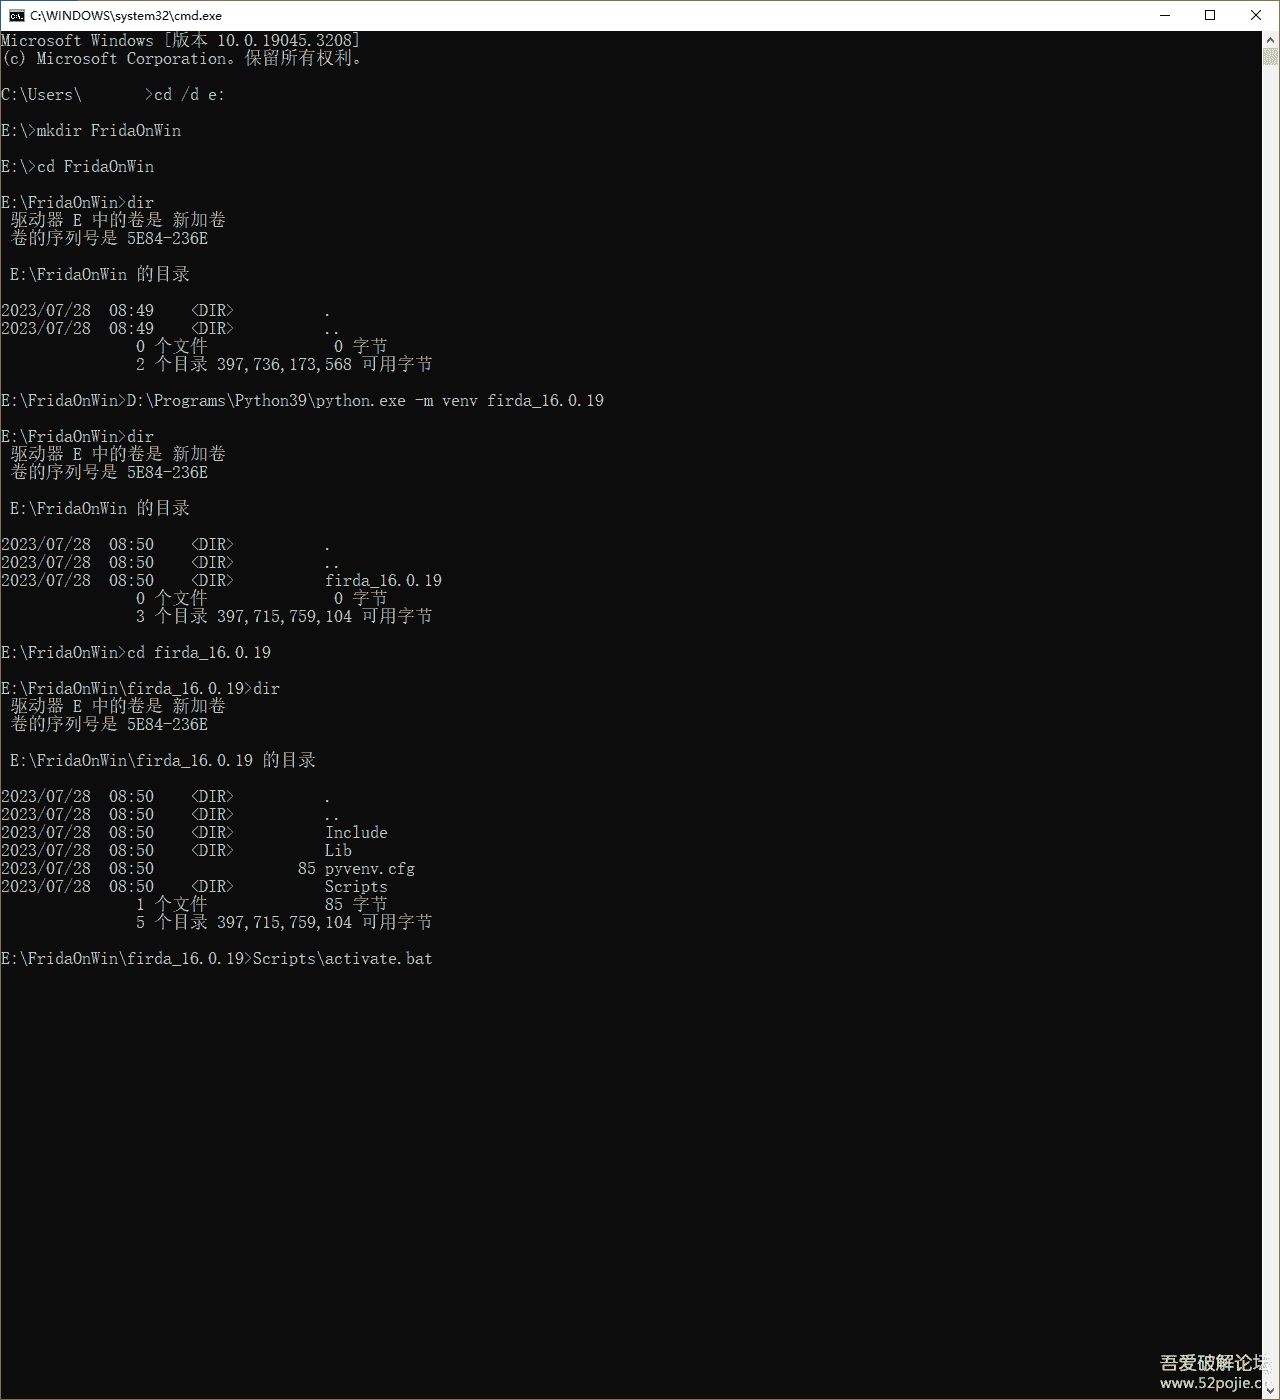 C:\WINDOWS\system32\cmd.exe
Microsoft Windows [版本 10.0.19045.3208]
(c) Microsoft Corporation。保留所有权利。
C:\Users\       >cd /d e:
E:\>mkdir FridaOnWin
E:\>cd FridaOnWin
E:\FridaOnWin>dir
 驱动器 E 中的卷是 新加卷
 卷的序列号是 5E84-236E
 E:\FridaOnWin 的目录
2023/07/28  08:49    <DIR>          .
2023/07/28  08:49    <DIR>          ..
               0 个文件              0 字节
               2 个目录 397,736,173,568 可用字节
E:\FridaOnWin>D:\Programs\Python39\python.exe -m venv firda_16.0.19
E:\FridaOnWin>dir
 驱动器 E 中的卷是 新加卷
 卷的序列号是 5E84-236E
 E:\FridaOnWin 的目录
2023/07/28  08:50    <DIR>          .
2023/07/28  08:50    <DIR>          ..
2023/07/28  08:50    <DIR>          firda_16.0.19
               0 个文件              0 字节
               3 个目录 397,715,759,104 可用字节
E:\FridaOnWin>cd firda_16.0.19
E:\FridaOnWin\firda_16.0.19>dir
 驱动器 E 中的卷是 新加卷
 卷的序列号是 5E84-236E
 E:\FridaOnWin\firda_16.0.19 的目录
2023/07/28  08:50    <DIR>          .
2023/07/28  08:50    <DIR>          ..
2023/07/28  08:50    <DIR>          Include
2023/07/28  08:50    <DIR>          Lib
2023/07/28  08:50                85 pyvenv.cfg
2023/07/28  08:50    <DIR>          Scripts
               1 个文件             85 字节
               5 个目录 397,715,759,104 可用字节
E:\FridaOnWin\firda_16.0.19>Scripts\activate.bat
吾爱破解论坛
www.52pojie.c